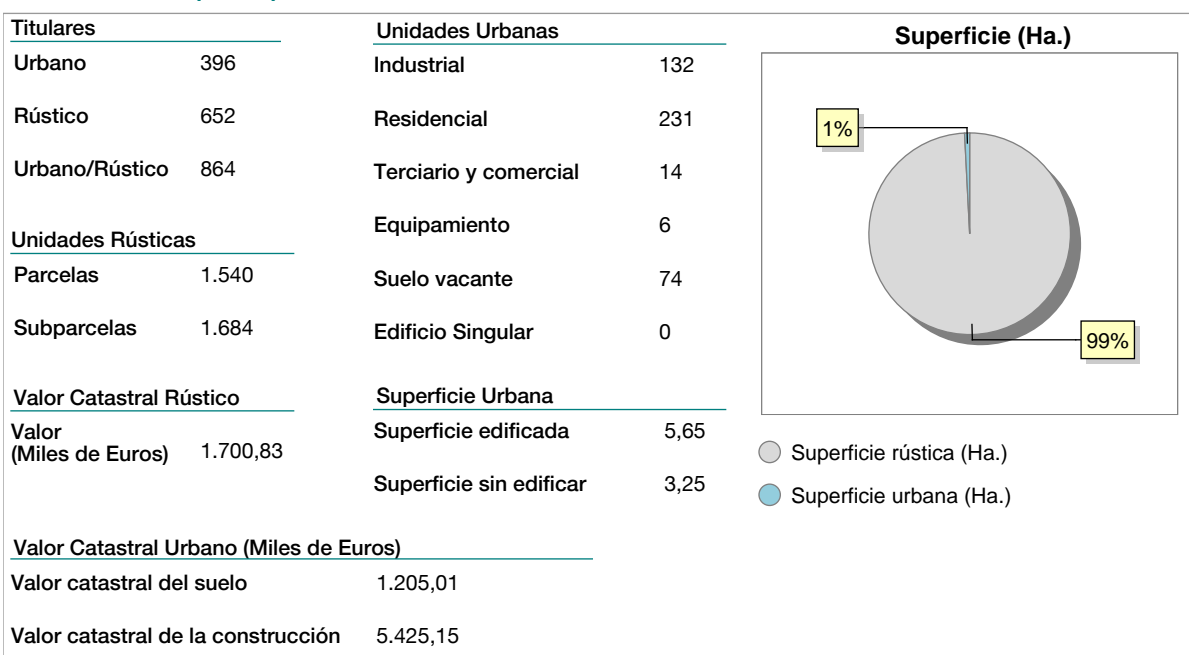 Titulares
Urbano 396
Rústico 652
Urbano/Rústico 864
Unidades Rústicas
Parcelas 1.540
Subparcelas 1.684
Valor Catastral Rústico
Valor
(Miles de Euros) 1.700,83
Unidades Urbanas
Industrial 132
Residencial 231
Terciario y comercial 14
Equipamiento 6
Suelo vacante 74
Edificio Singular 0
Superficie Urbana
Superficie edificada 5,65
Superficie sin edificar 3,25
Valor Catastral Urbano (Miles de Euros)
Valor catastral del suelo 1.205,01
Valor catastral de la construcción 5.425,15
Superficie (Ha.)
1%
99%
Superficie rústica (Ha.)
Superficie urbana (Ha.)